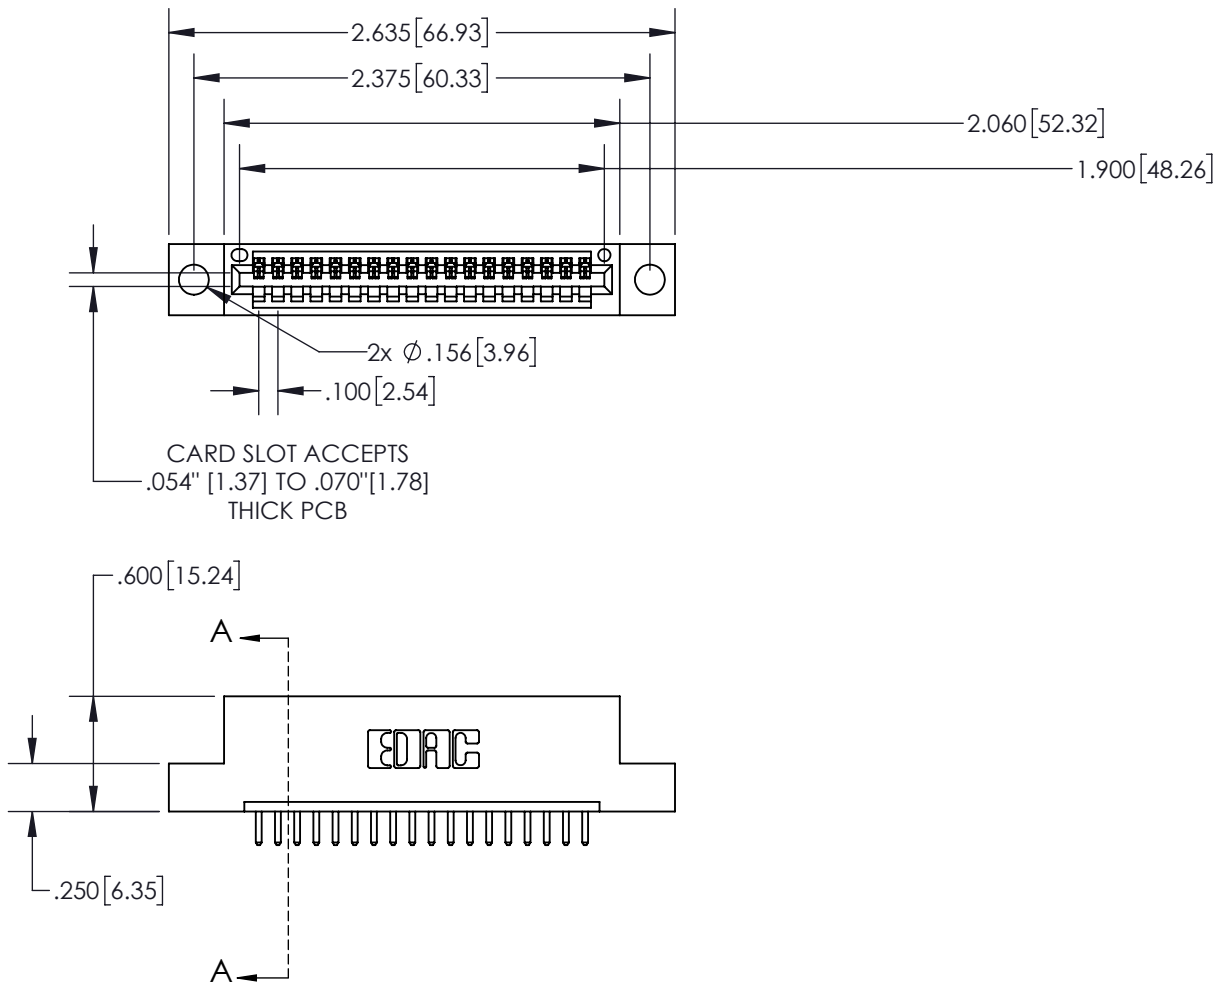 2.635[66.93]
2.375[60.33]
2.060[52.32]
1.900[48.26]
2x Ø.156[3.96]
.100[2.54]
CARD SLOT ACCEPTS
.054" [1.37] TO .070"[1.78]
THICK PCB
.600[15.24]
A
EDAC
.250[6.35]
A